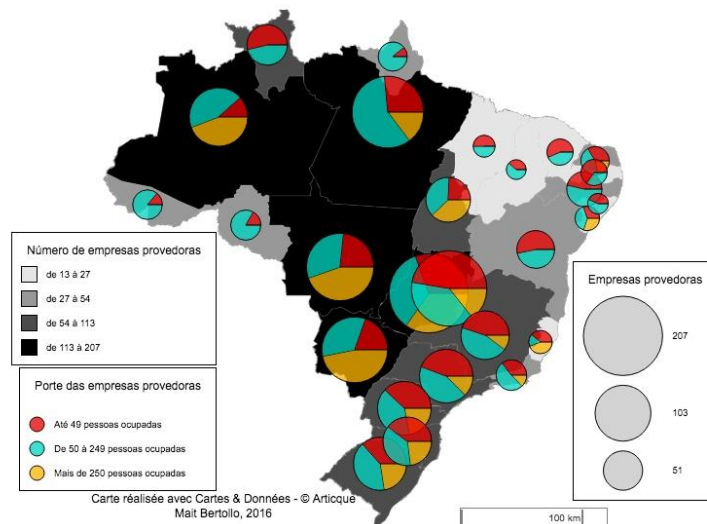 Número de empresas provedoras
de 13 à 27
de 27 à 54
de 54 à 113
de 113 à 207
Porte das empresas provedoras
Até 49 pessoas ocupadas
De 50 à 249 pessoas ocupadas
Mais de 250 pessoas ocupadas
Empresas provedoras
207
103
51
Carte réalisée avec Cartes & Données - © Articque
Mait Bertollo, 2016
100 km